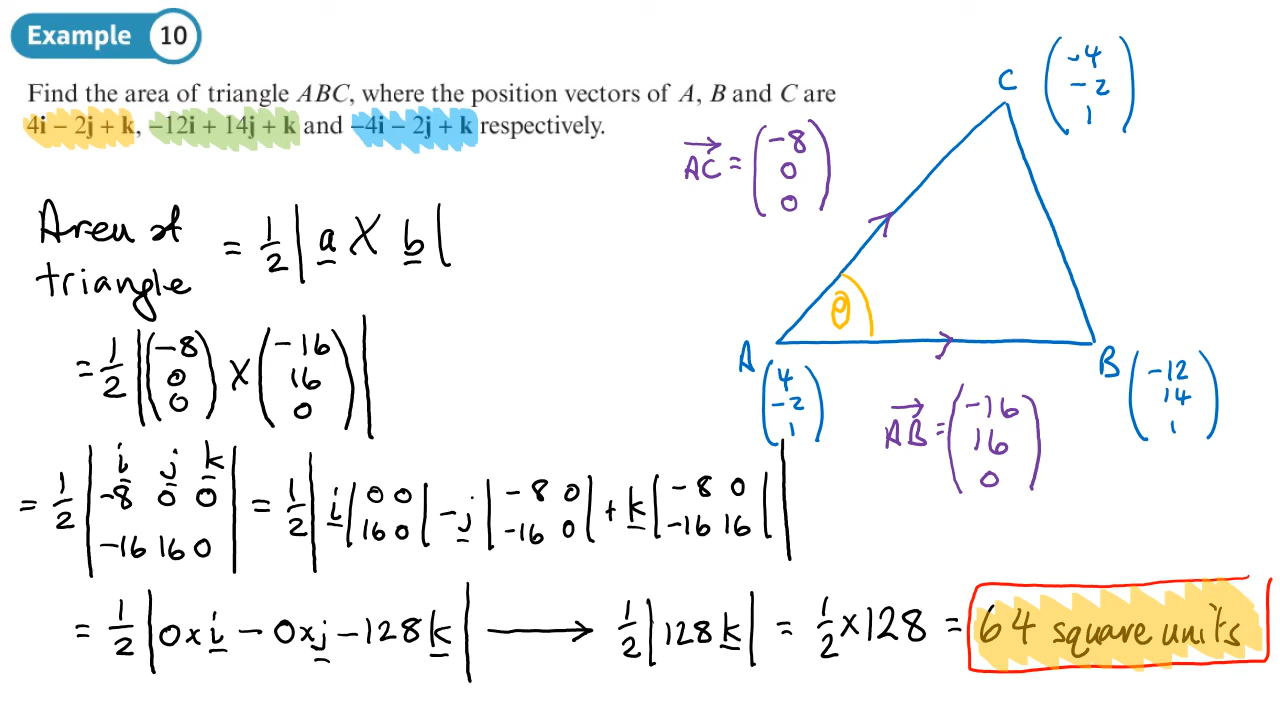 Example 10
Find the area of triangle ABC, where the position vectors of A, B and C are
4i − 2j + k, −12i + 14j + k and −4i − 2j + k respectively.
C (-4
-2
1)
AC = (-8
0
0)
Area of triangle = 1/2 | a × b |
θ
A (4
-2
1)
B (-12
14
1)
AB = (-16
16
0)
= 1/2 | (-8 0 0) × (-16 16 0) |
= 1/2 | i j k
-8 0 0
-16 16 0 | = 1/2 | i | 0 0
16 0 | - j | -8 0
-16 0 | + k | -8 0
-16 16 | |
= 1/2 | 0×i - 0×j - 128k | → 1/2 | 128k | = 1/2 × 128 = 64 square units